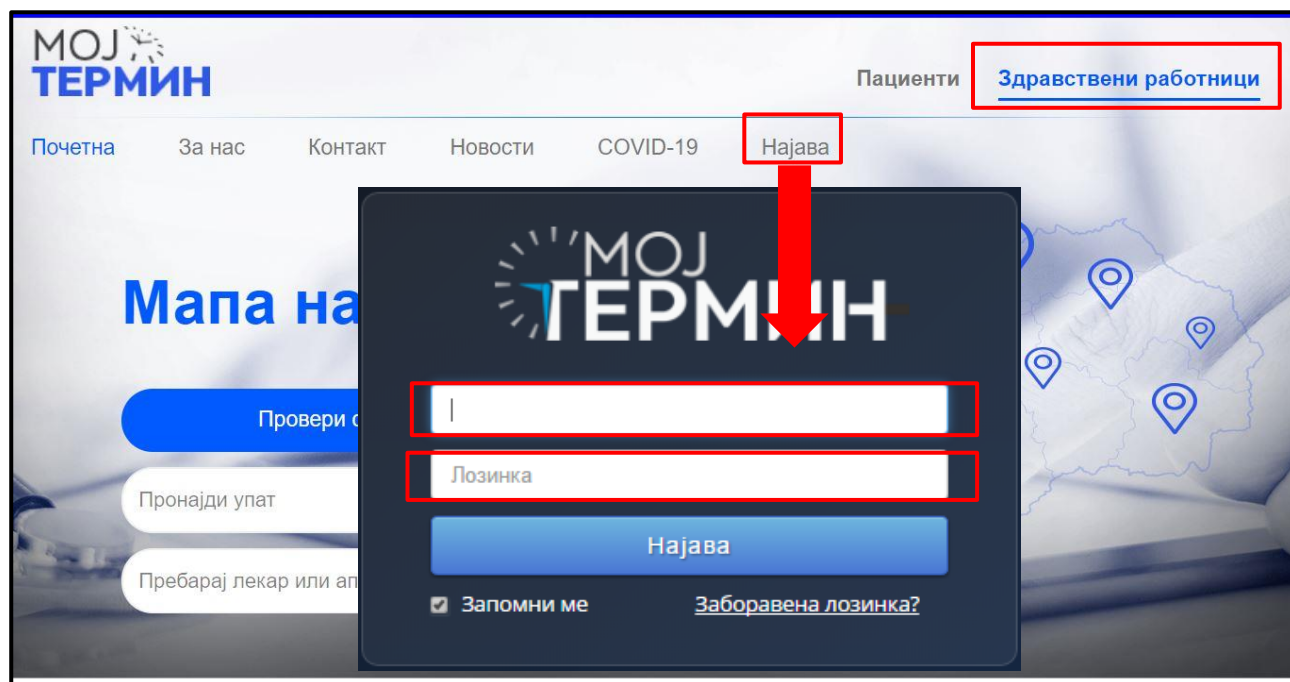 МОЈ
ТЕРМИН
Пациенти Здравствени работници
Почетна За нас Контакт Новости COVID-19 Најава
МОЈ
ТЕРМИН
Мапа на
Провери
Лозинка
Пронајди упат
Најава
Пребарај лекар или
Запомни ме Заборавена лозинка?